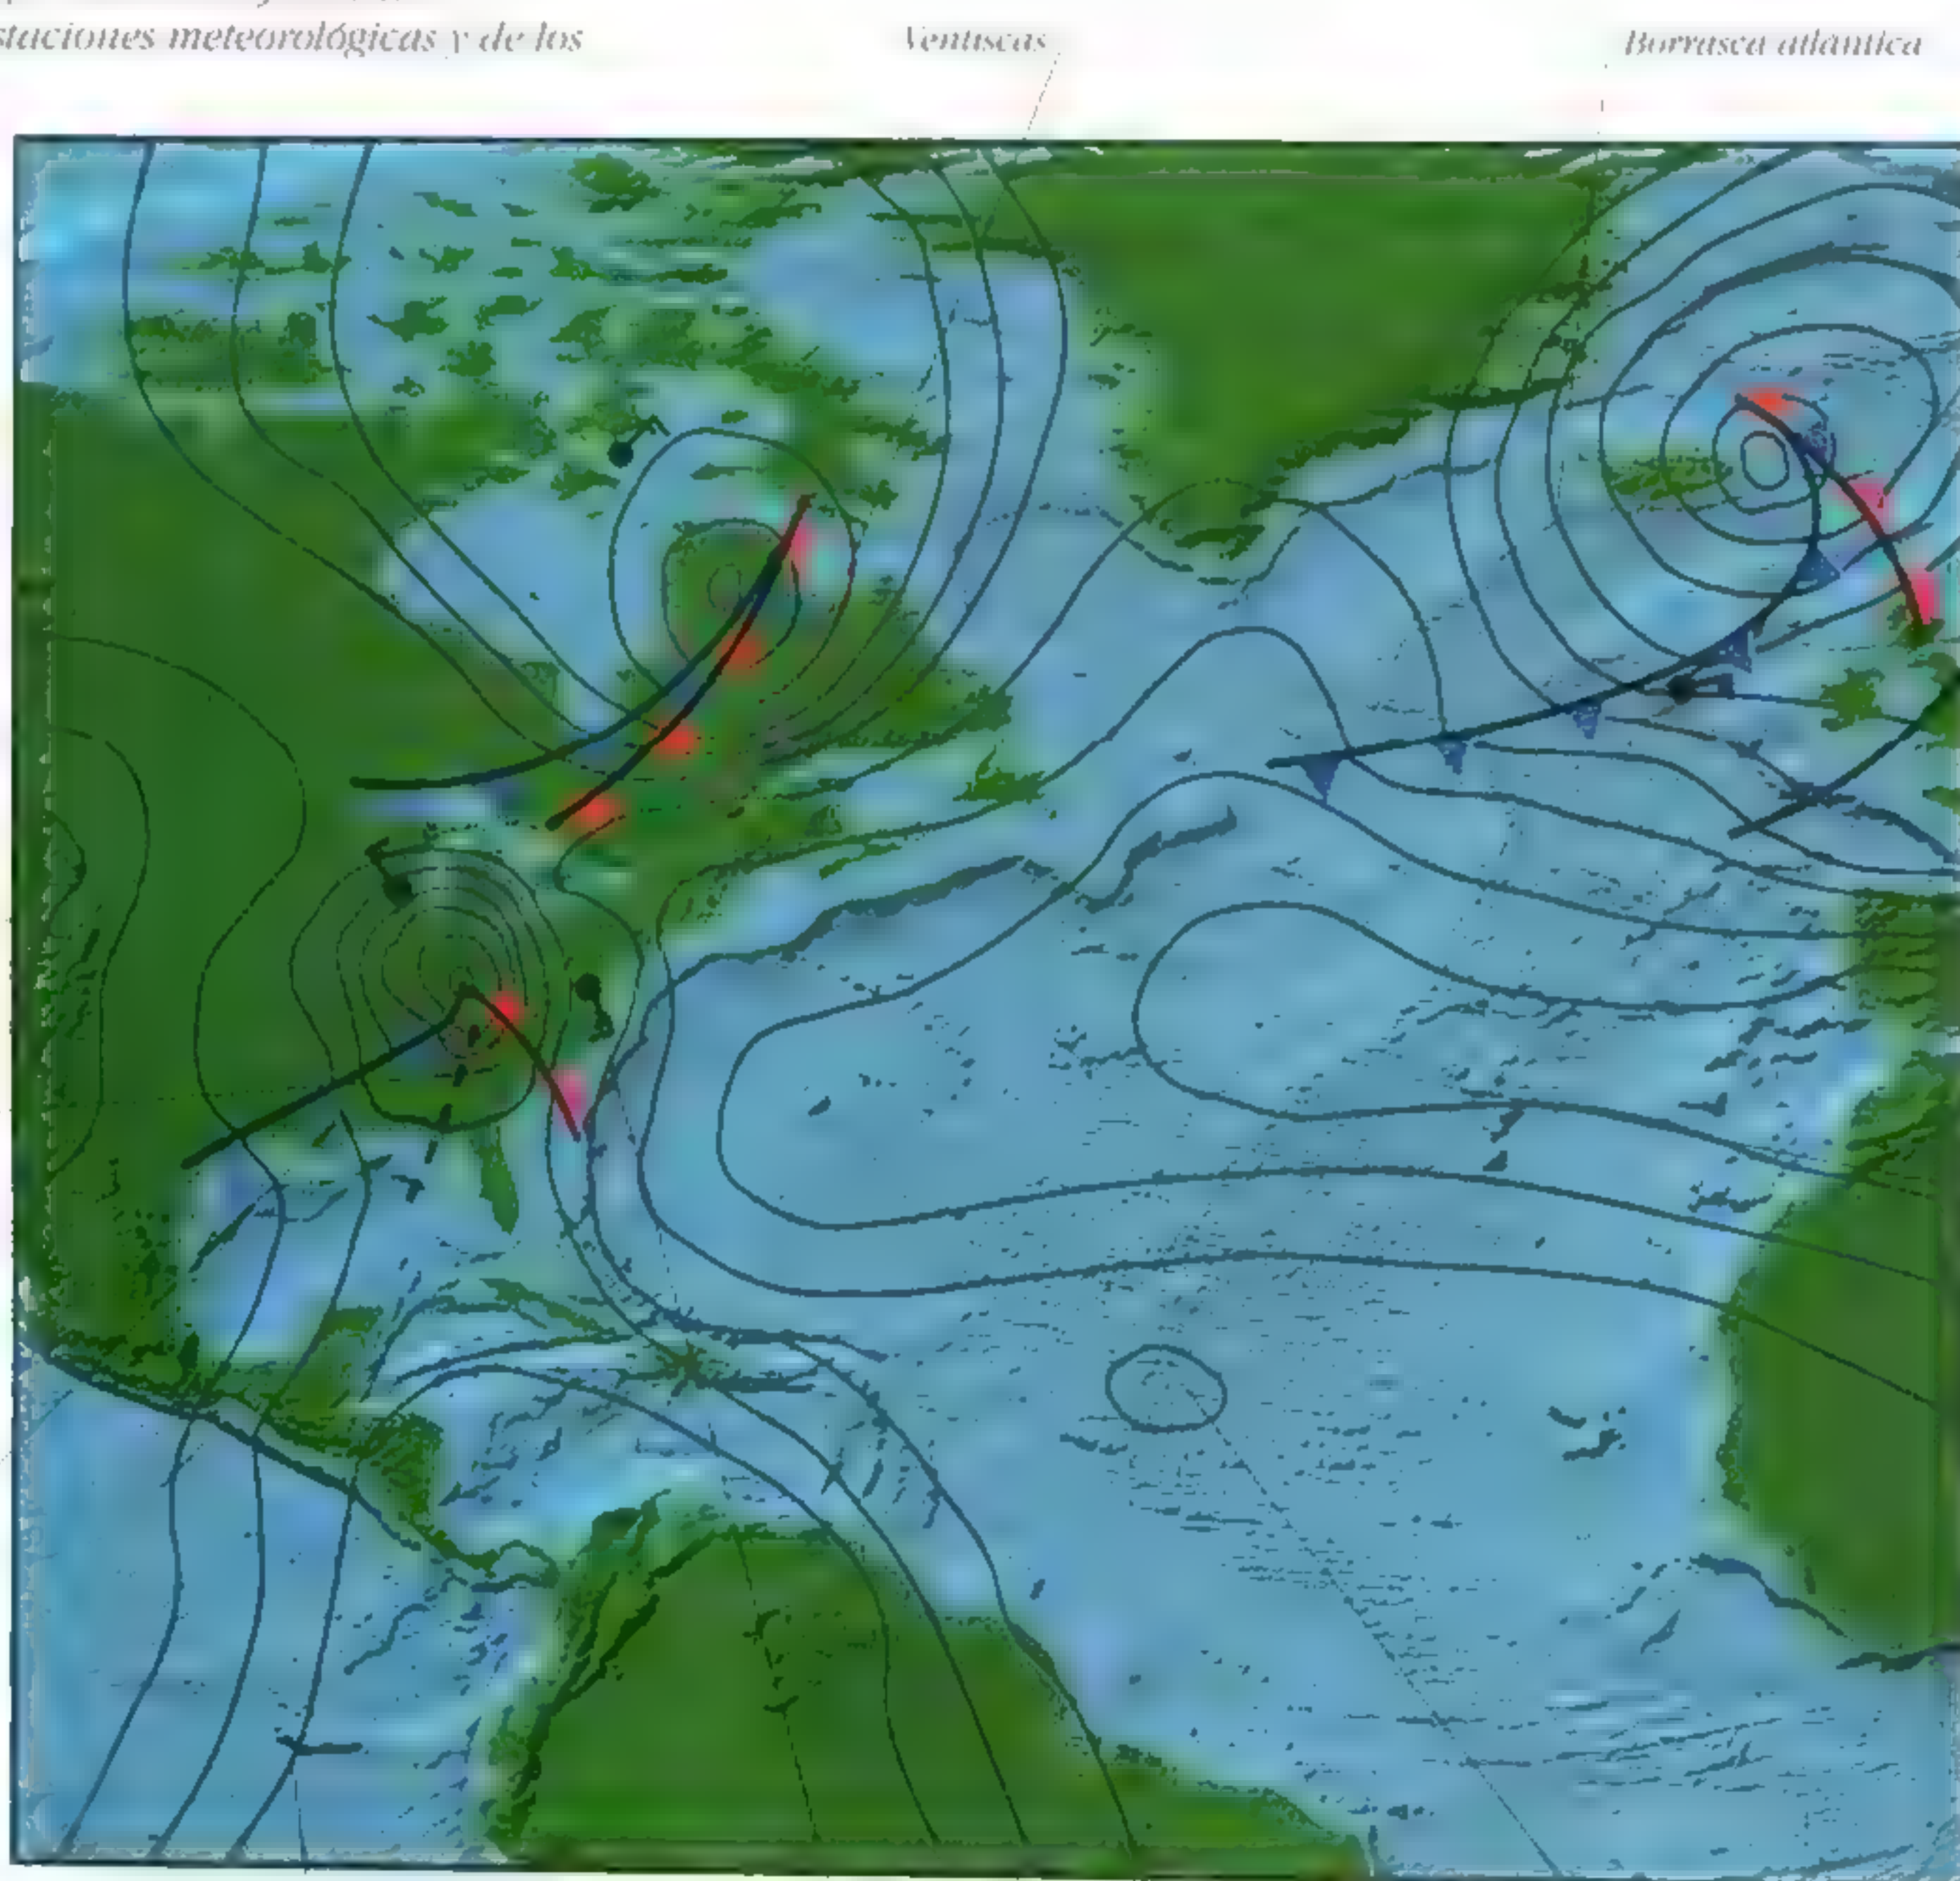 staciones meteorológicas y de los
Ventiscas
Borrasca atlántica